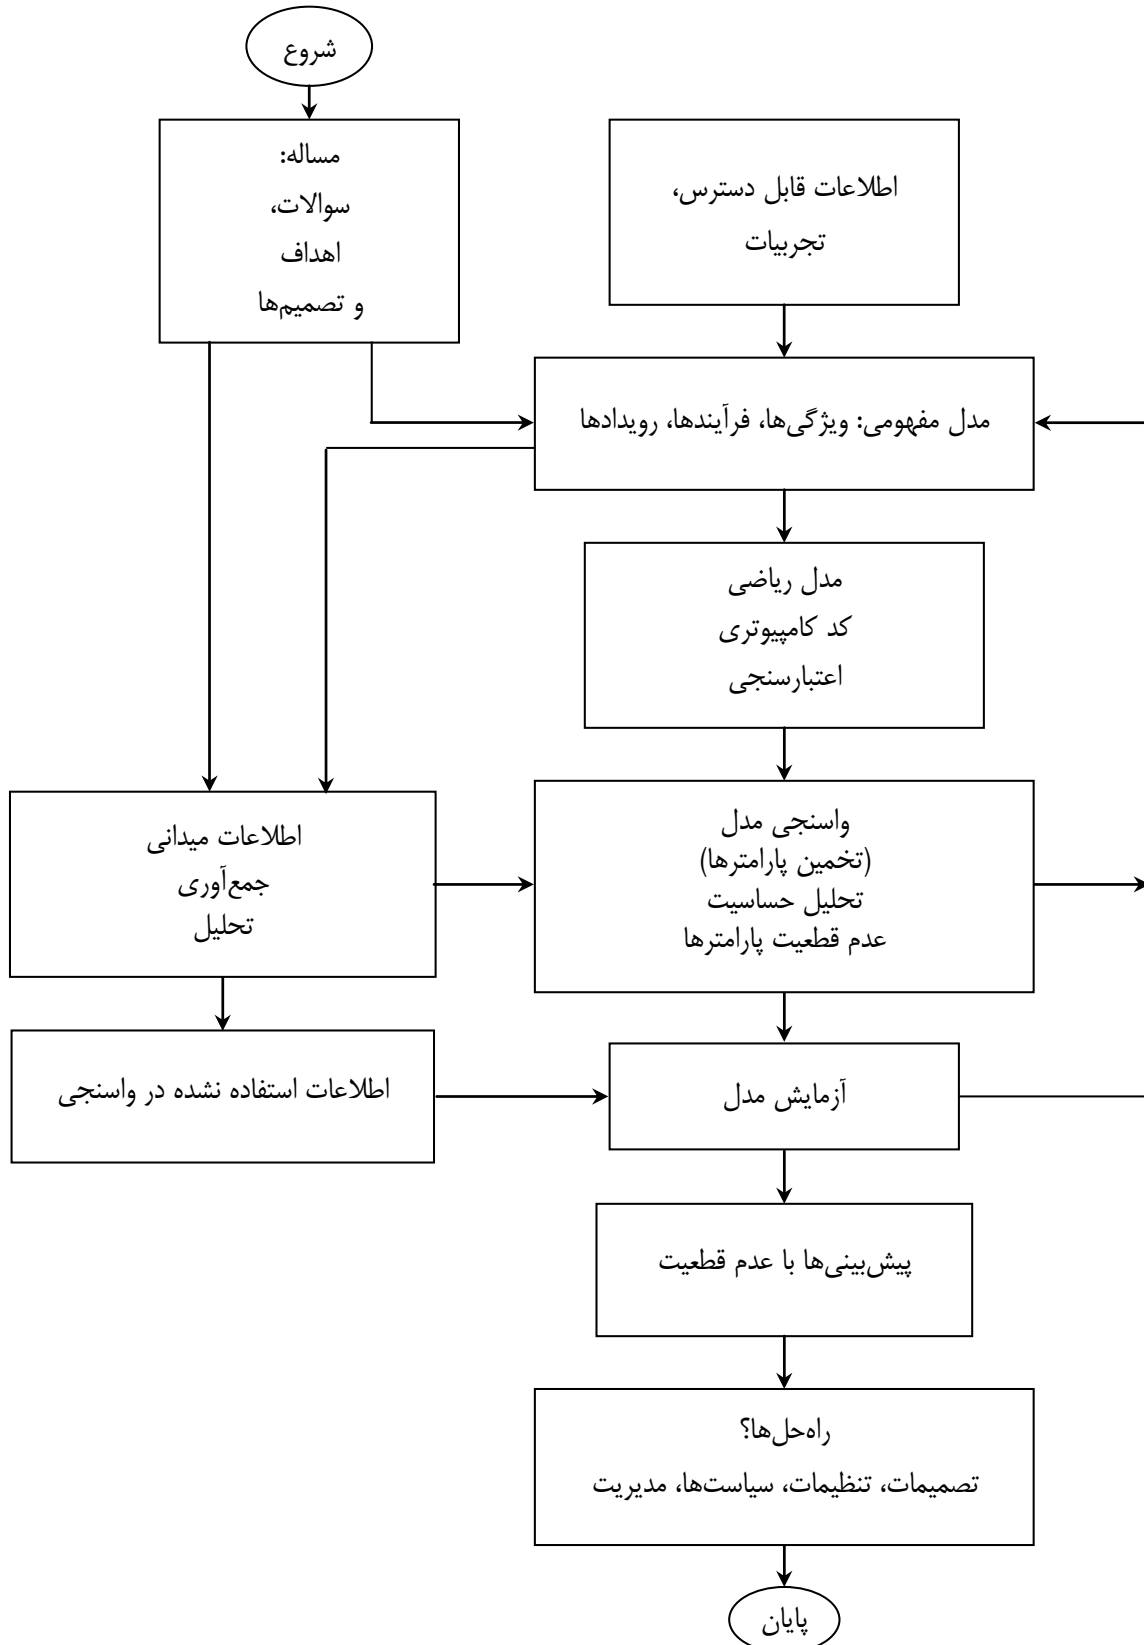 شروع
مساله:
سوالات،
اهداف
و تصمیم‌ها
اطلاعات قابل دسترس،
تجربیات
مدل مفهومی: ویژگی‌ها، فرآیندها، رویدادها
مدل ریاضی
کد کامپیوتری
اعتبارسنجی
اطلاعات میدانی
جمع‌آوری
تحلیل
واسنجی مدل
(تخمین پارامترها)
تحلیل حساسیت
عدم قطعیت پارامترها
اطلاعات استفاده نشده در واسنجی
آزمایش مدل
پیش‌بینی‌ها با عدم قطعیت
راه‌حل‌ها؟
تصمیمات، تنظیمات، سیاست‌ها، مدیریت
پایان